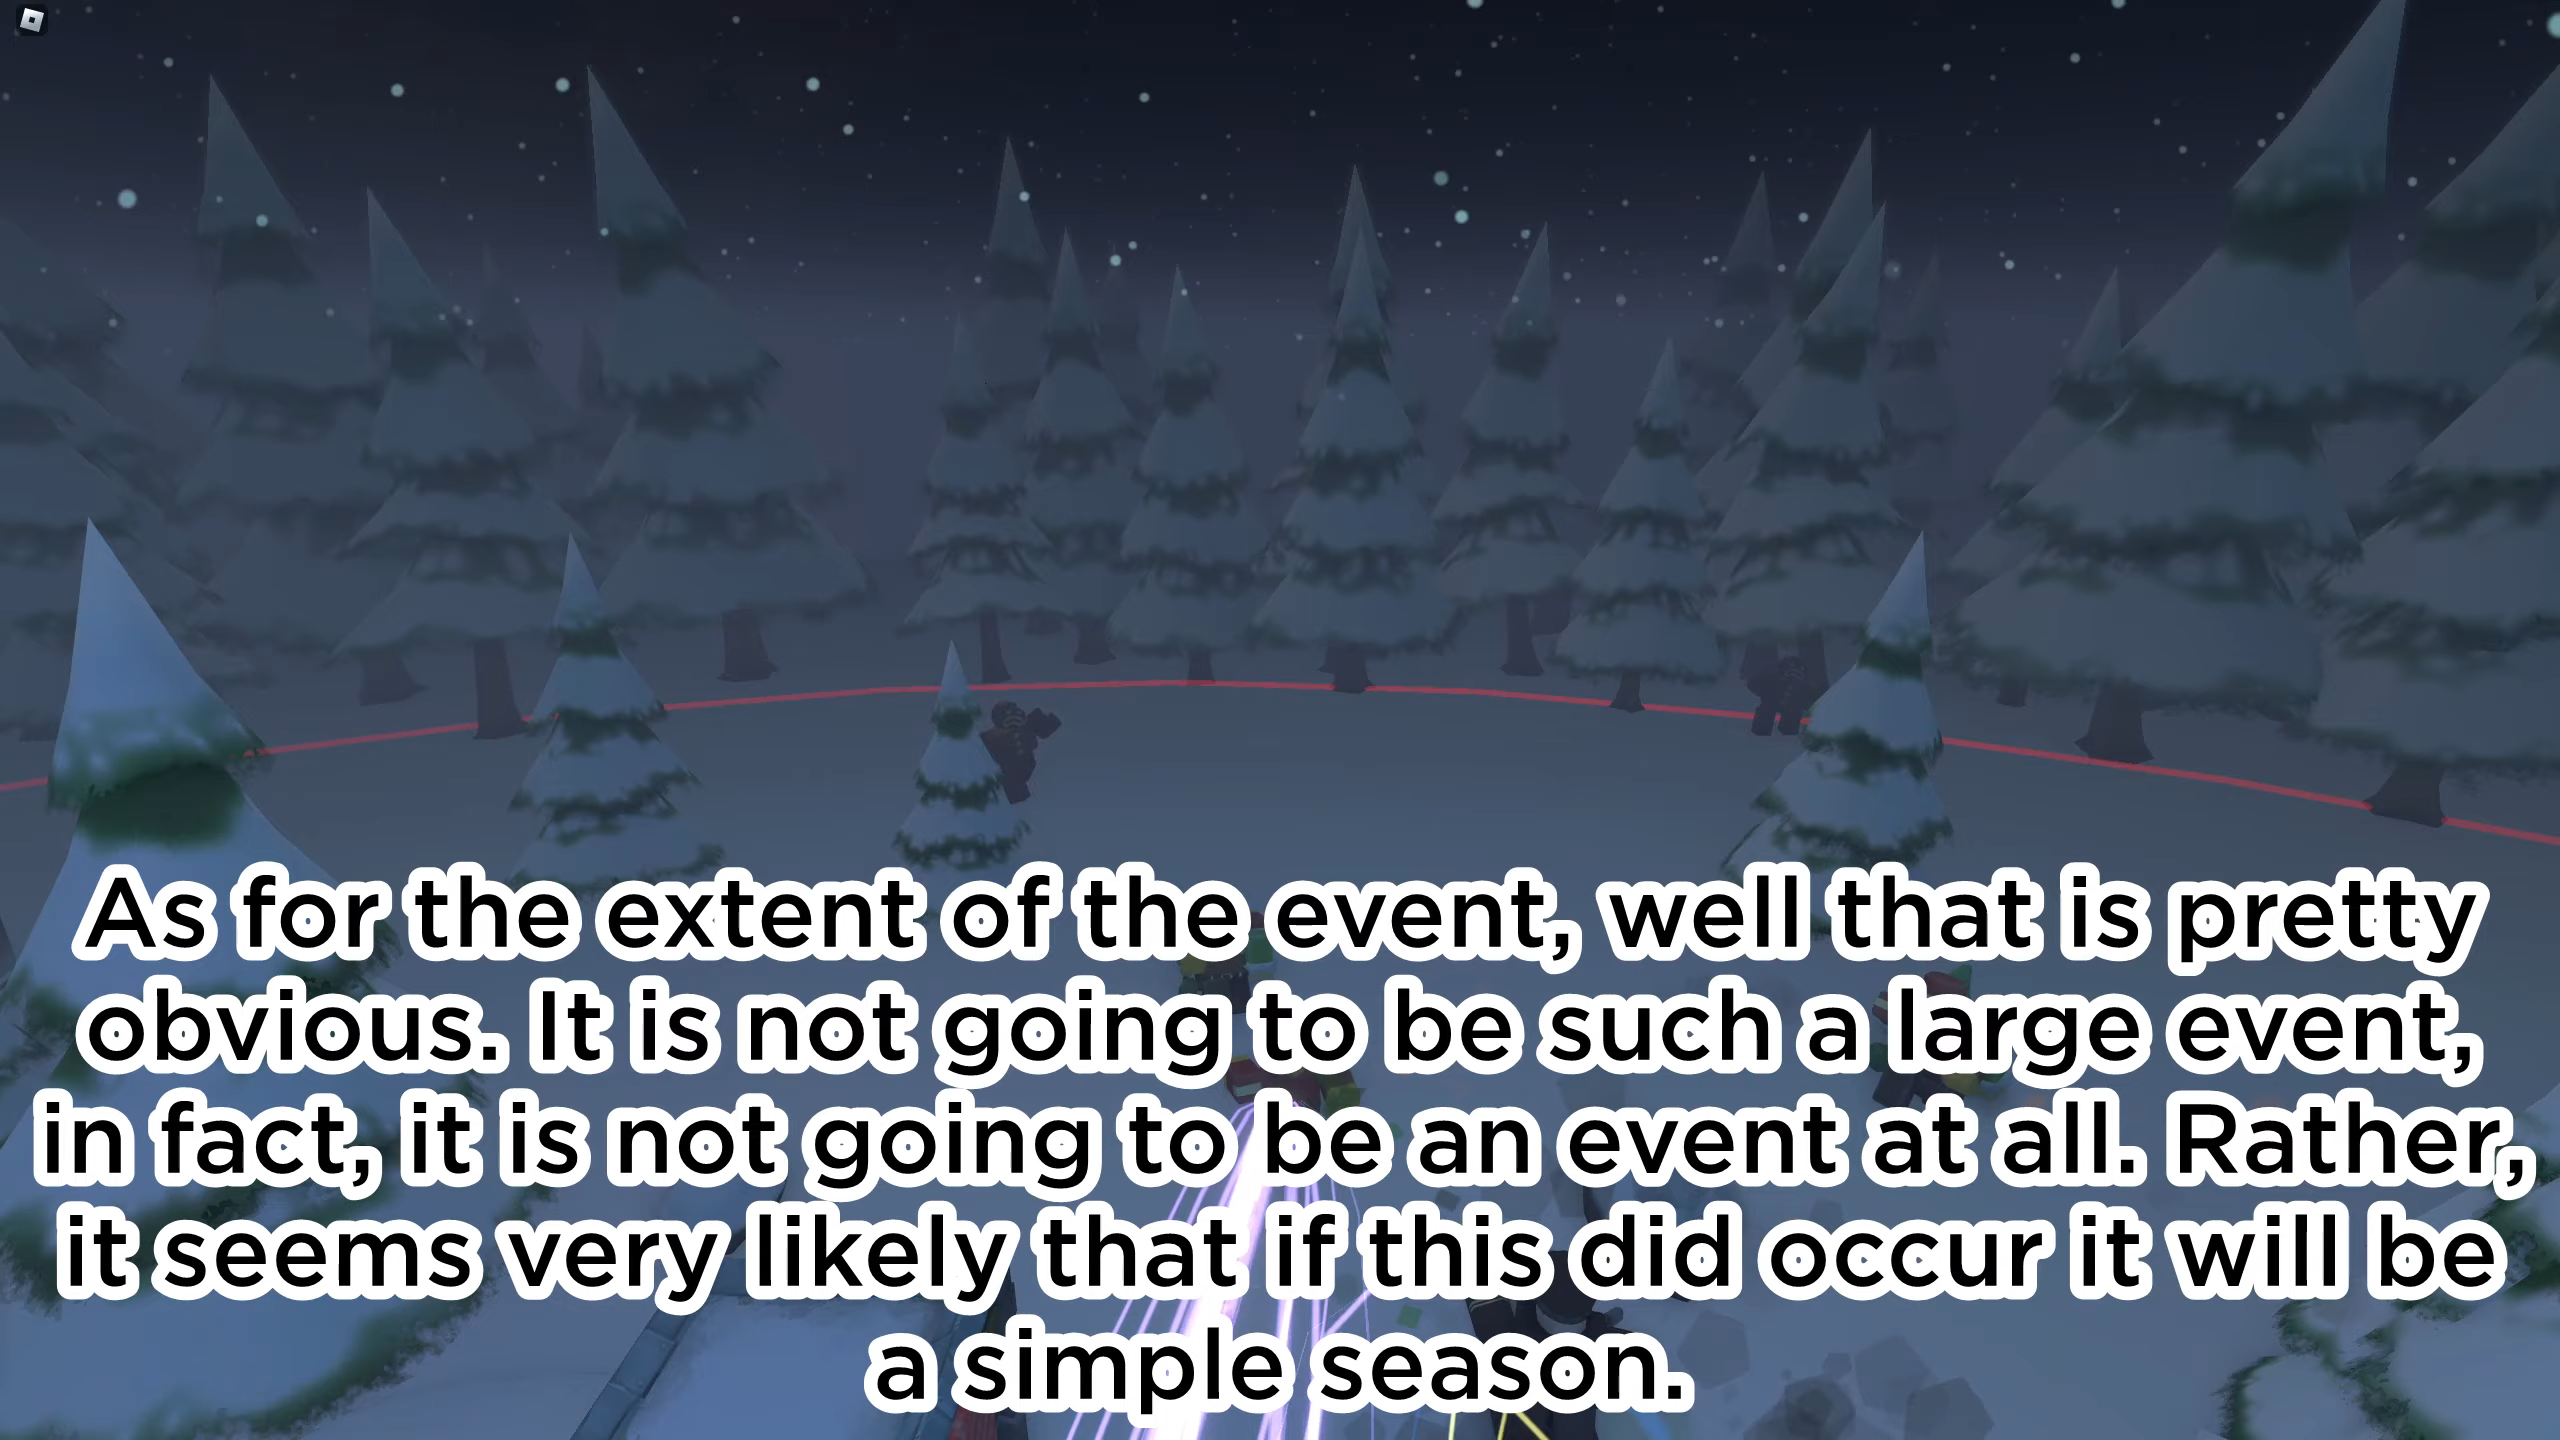 As for the extent of the event, well that is pretty
obvious. It is not going to be such a large event,
in fact, it is not going to be an event at all. Rather,
it seems very likely that if this did occur it will be
a simple season.